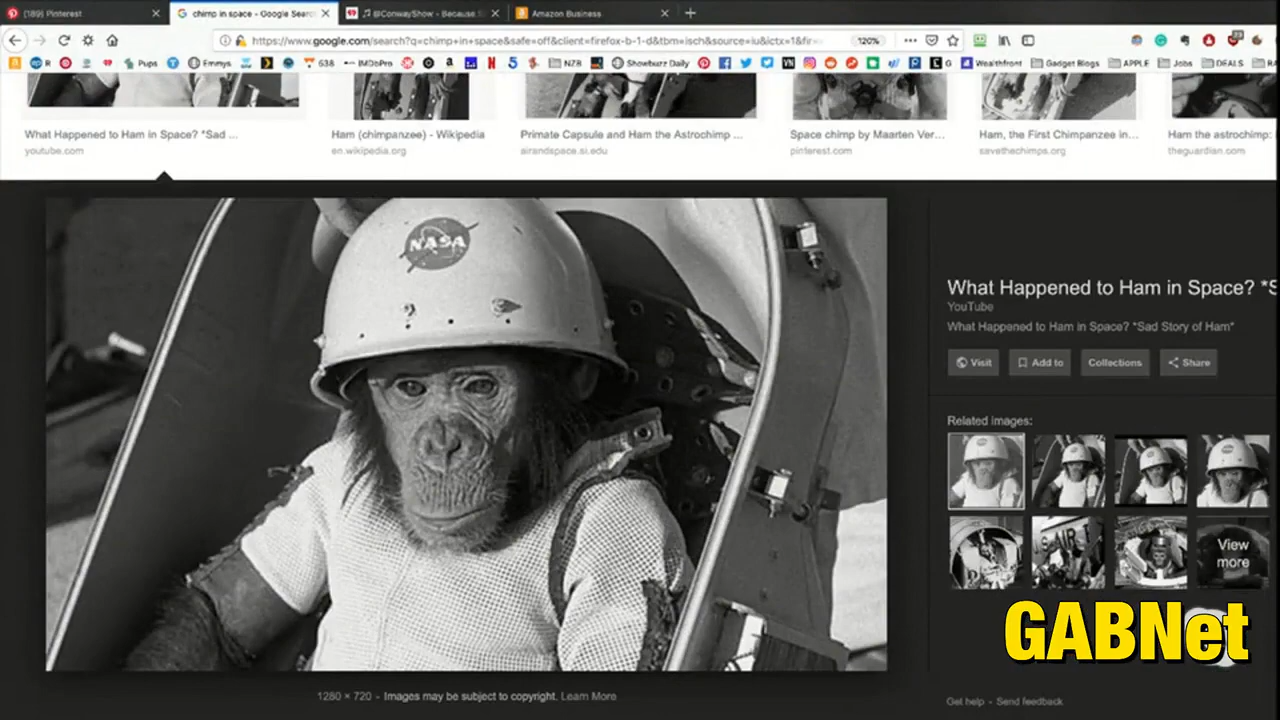 (189) Pinterest
chimp in space - Google Search
@ConwayShow - Because
Amazon Business
https://www.google.com/search?q=chimp+in+space&safe=off&client=firefox-b-1-d&tbm=isch&source=iu&ictx=1&fir=
120%
R
Pups
Emmys
638
IMDbPro
NZB
Showbuzz Daily
G
Wealthfront
Gadget Blogs
APPLE
Jobs
DEALS
What Happened to Ham in Space? *Sad ...
youtube.com
Ham (chimpanzee) - Wikipedia
en.wikipedia.org
Primate Capsule and Ham the Astrochimp ...
airandspace.si.edu
Space chimp by Maarten Ver...
pinterest.com
Ham, the First Chimpanzee in...
savethechimps.org
Ham the astrochimp:
theguardian.com
NASA
What Happened to Ham in Space? *S
YouTube
What Happened to Ham in Space? *Sad Story of Ham*
Visit
Add to
Collections
Share
Related images:
View
more
GABNet
1280 × 720 - Images may be subject to copyright. Learn More
Get help - Send feedback